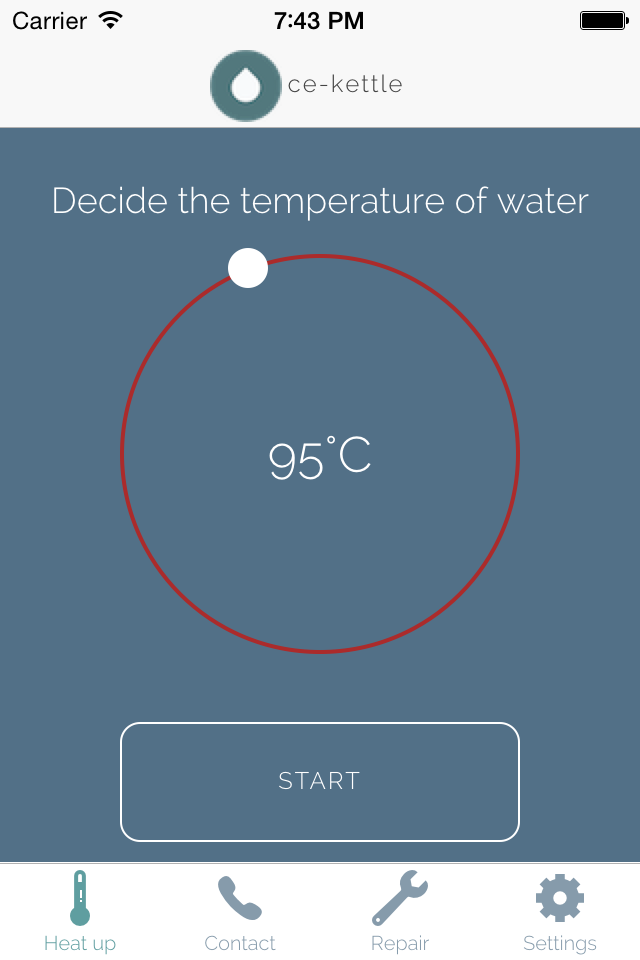 Carrier 7:43 PM
ce-kettle
Decide the temperature of water
95°C
START
Heat up Contact Repair Settings